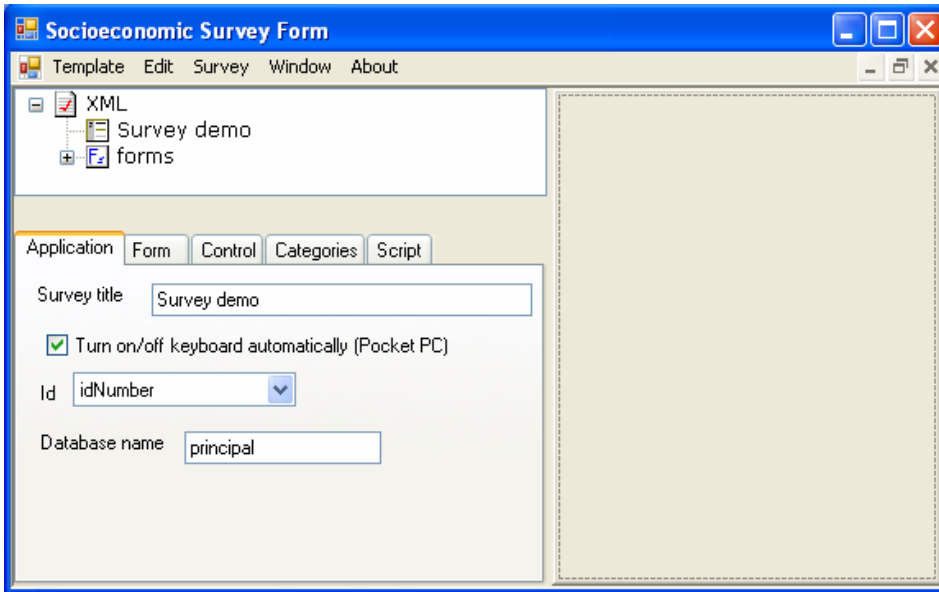 Socioeconomic Survey Form
Template Edit Survey Window About
XML
Survey demo
forms
Application Form Control Categories Script
Survey title Survey demo
Turn on/off keyboard automatically (Pocket PC)
Id idNumber
Database name principal